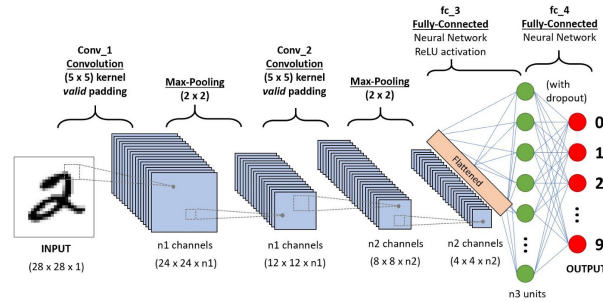 fc_3
Fully-Connected
Neural Network
ReLU activation
fc_4
Fully-Connected
Neural Network
Conv_1
Convolution
(5 x 5) kernel
valid padding
Max-Pooling
(2 x 2)
Conv_2
Convolution
(5 x 5) kernel
valid padding
Max-Pooling
(2 x 2)
(with
dropout)
0
1
2
9
Flattened
2
INPUT
(28 x 28 x 1)
n1 channels
(24 x 24 x n1)
n1 channels
(12 x 12 x n1)
n2 channels
(8 x 8 x n2)
n2 channels
(4 x 4 x n2)
n3 units
OUTPUT